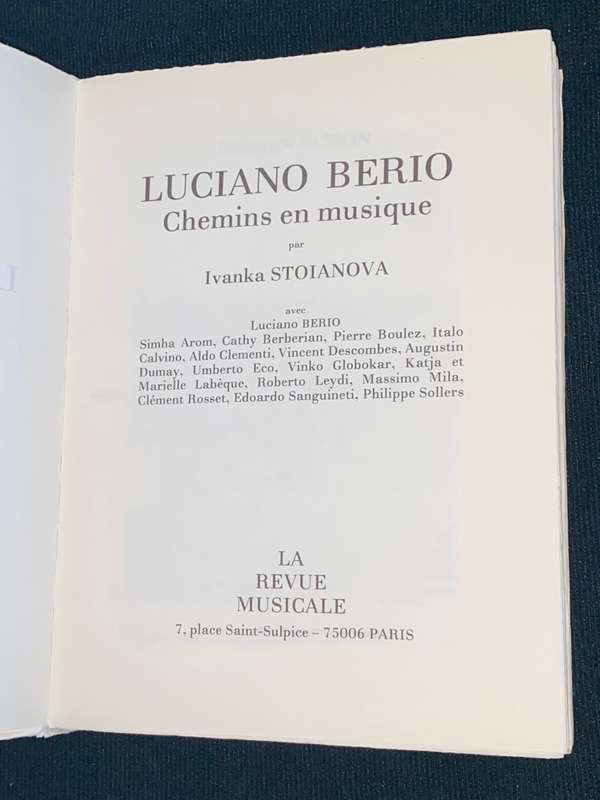 LUCIANO BERIO
Chemins en musique
par
Ivanka STOIANOVA
avec
Luciano BERIO
Simha Arom, Cathy Berberian, Pierre Boulez, Italo
Calvino, Aldo Clementi, Vincent Descombes, Augustin
Dumay, Umberto Eco, Vinko Globokar, Katja et
Marielle Labèque, Roberto Leydi, Massimo Mila,
Clément Rosset, Edoardo Sanguineti, Philippe Sollers
LA
REVUE
MUSICALE
7, place Saint-Sulpice – 75006 PARIS